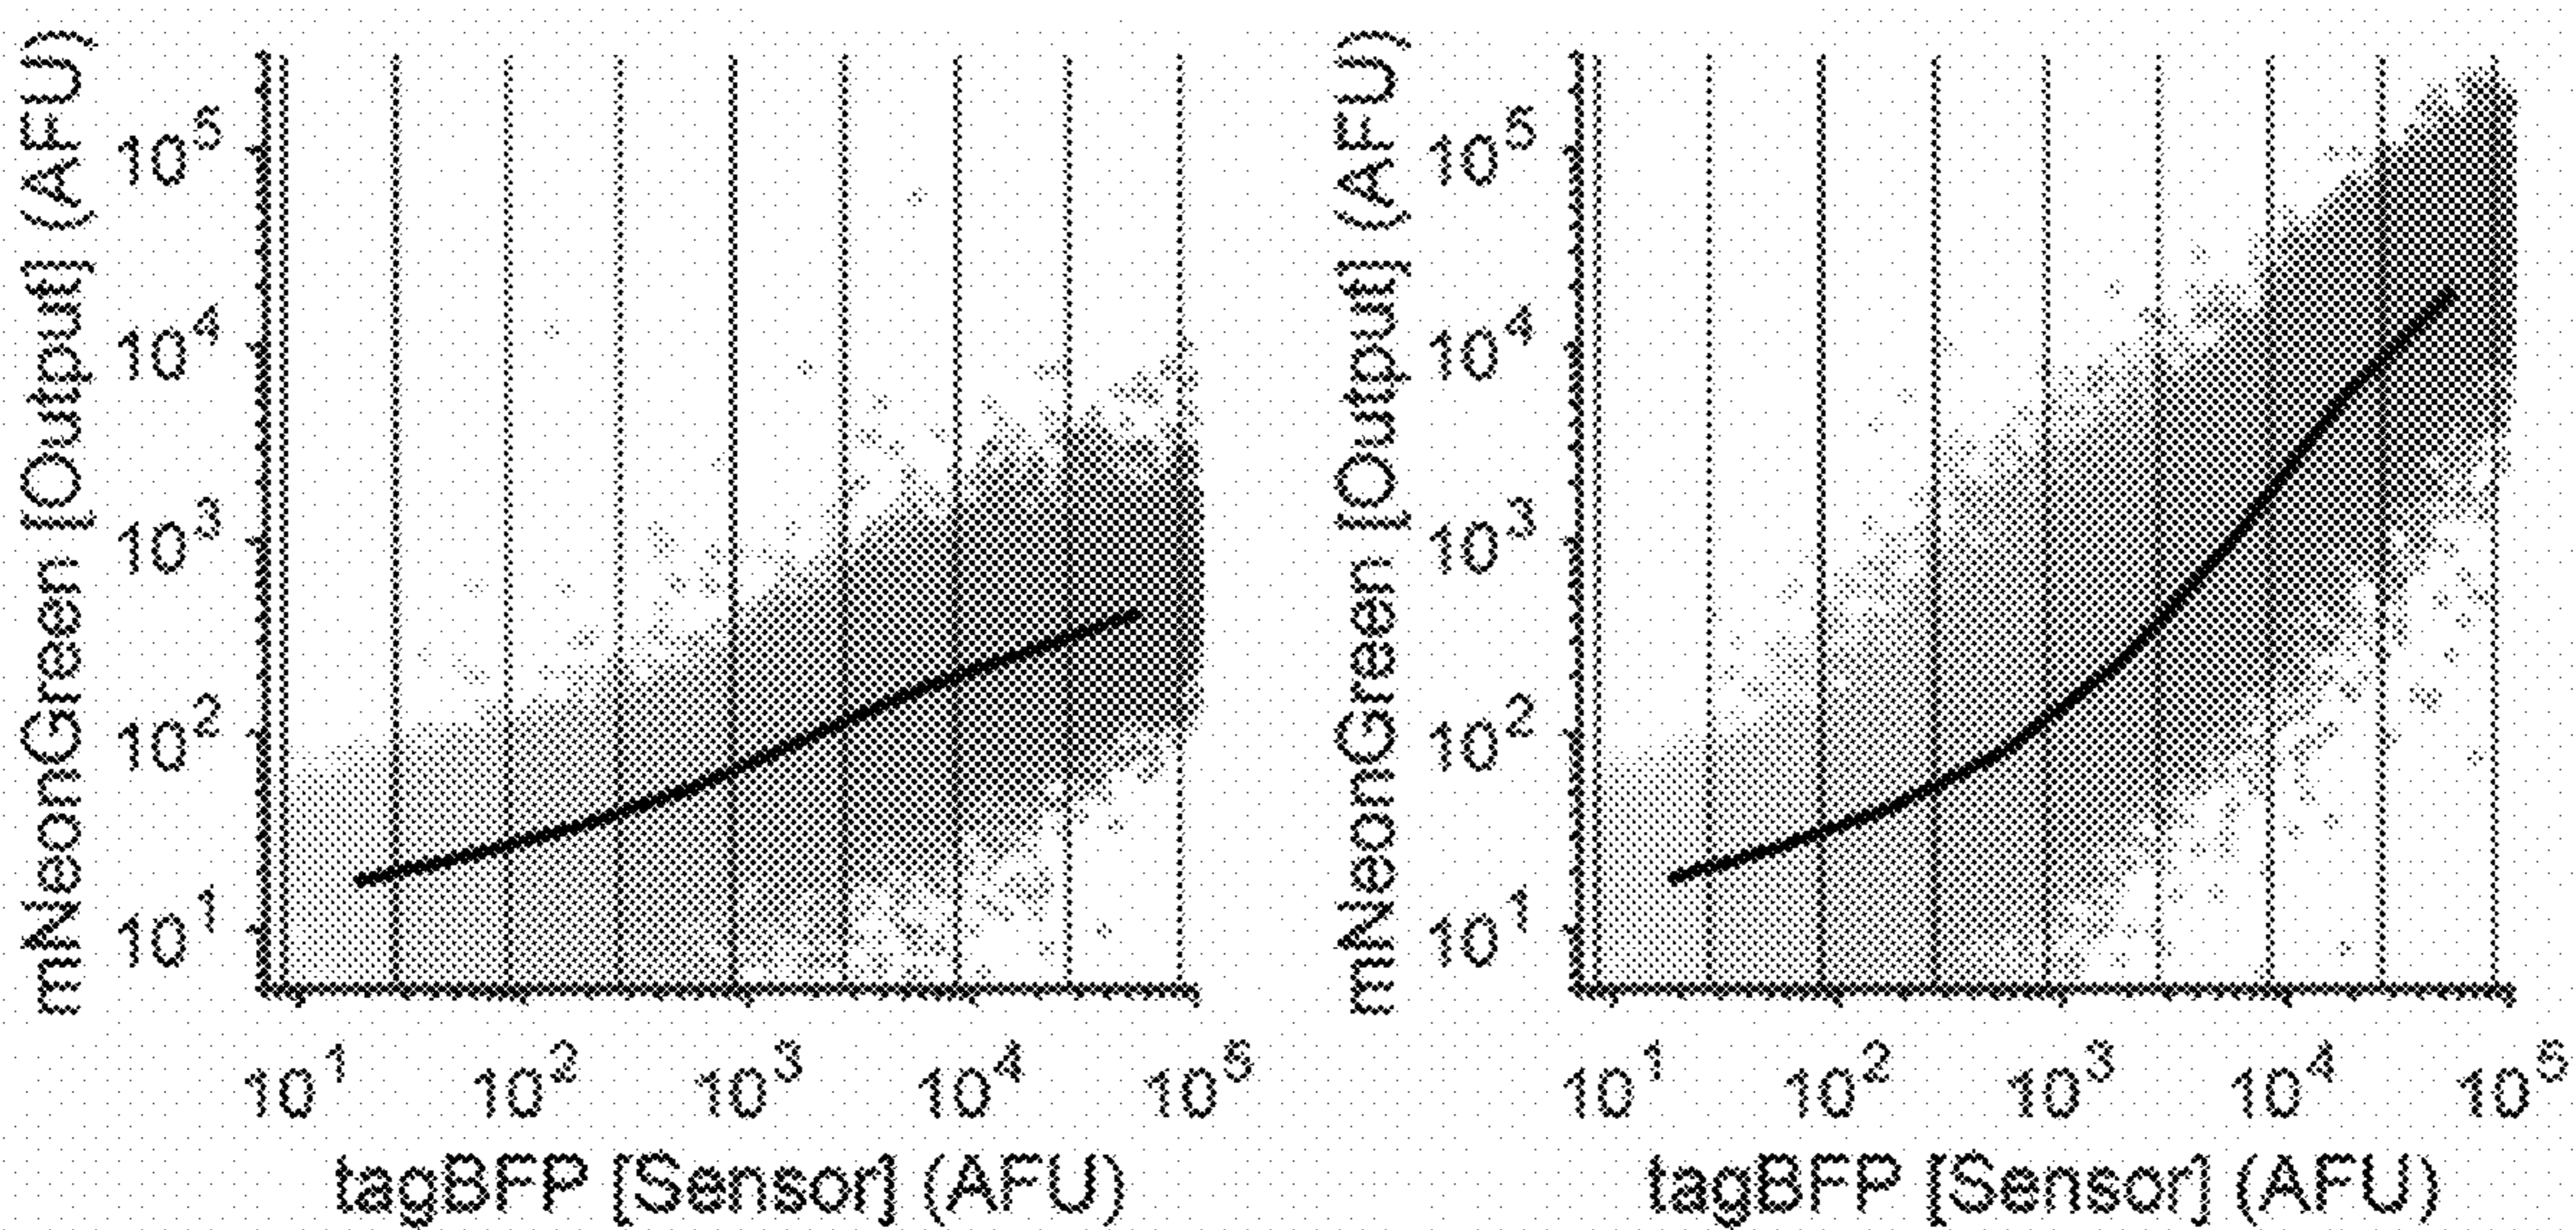 mNeonGreen [Output] (AFU)
10^5
10^4
10^3
10^2
10^1
10^1 10^2 10^3 10^4 10^5
tagBFP [Sensor] (AFU)
mNeonGreen [Output] (AFU)
10^5
10^4
10^3
10^2
10^1
10^1 10^2 10^3 10^4 10^5
tagBFP [Sensor] (AFU)